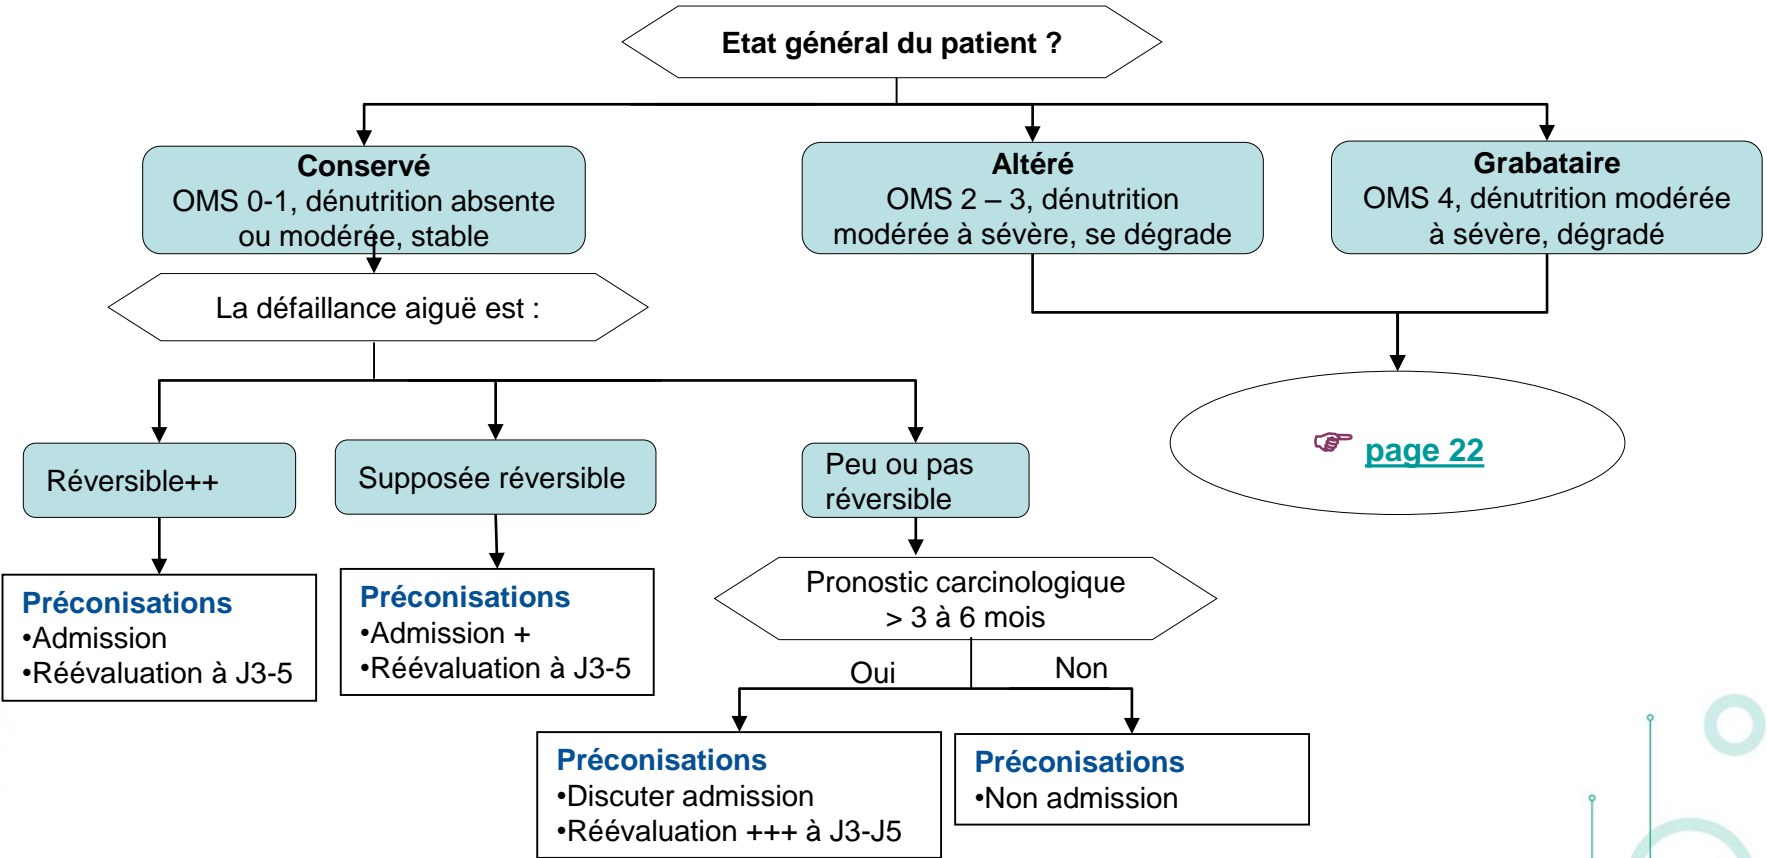 Etat général du patient ?
Conservé
OMS 0-1, dénutrition absente
ou modérée, stable
Altéré
OMS 2 – 3, dénutrition
modérée à sévère, se dégrade
Grabataire
OMS 4, dénutrition modérée
à sévère, dégradé
La défaillance aiguë est :
☞ page 22
Réversible++
Supposée réversible
Peu ou pas
réversible
Préconisations
•Admission
•Réévaluation à J3-5
Préconisations
•Admission +
•Réévaluation à J3-5
Pronostic carcinologique
> 3 à 6 mois
Oui
Non
Préconisations
•Discuter admission
•Réévaluation +++ à J3-J5
Préconisations
•Non admission